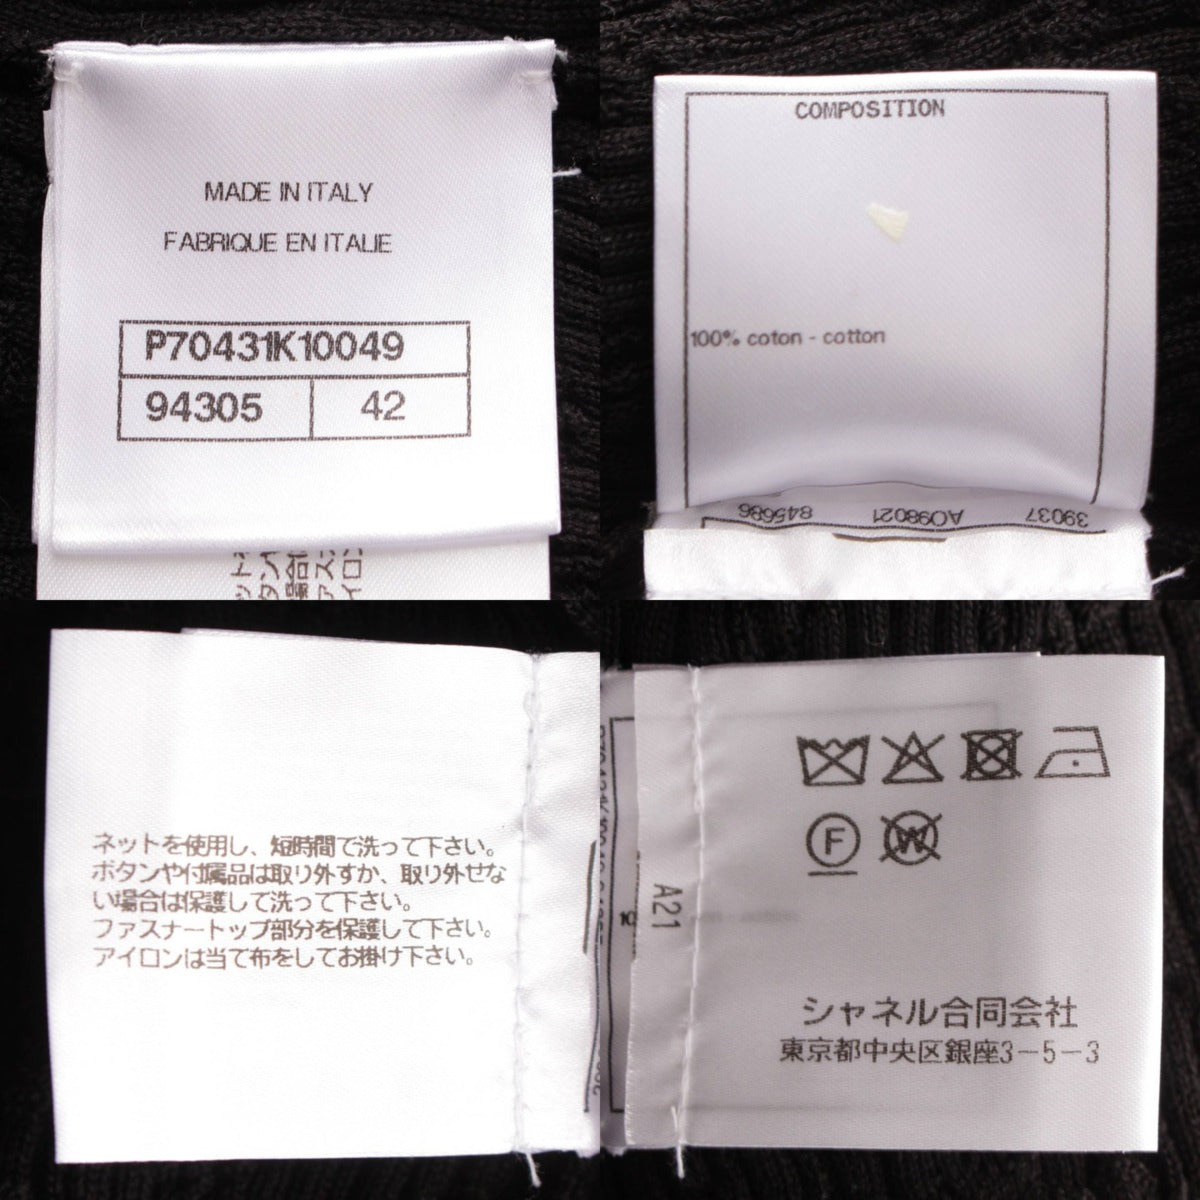 MADE IN ITALY
FABRIQUE EN ITALIE
P70431K10049
94305 42
COMPOSITION
100% coton - cotton
845686 AO98021 39037
ネットを使用し、短時間で洗って下さい。
ボタンや付属品は取り外すか、取り外せな
い場合は保護して洗って下さい。
ファスナートップ部分を保護して下さい。
アイロンは当て布をしてお掛け下さい。
A21
F W
シャネル合同会社
東京都中央区銀座3-5-3